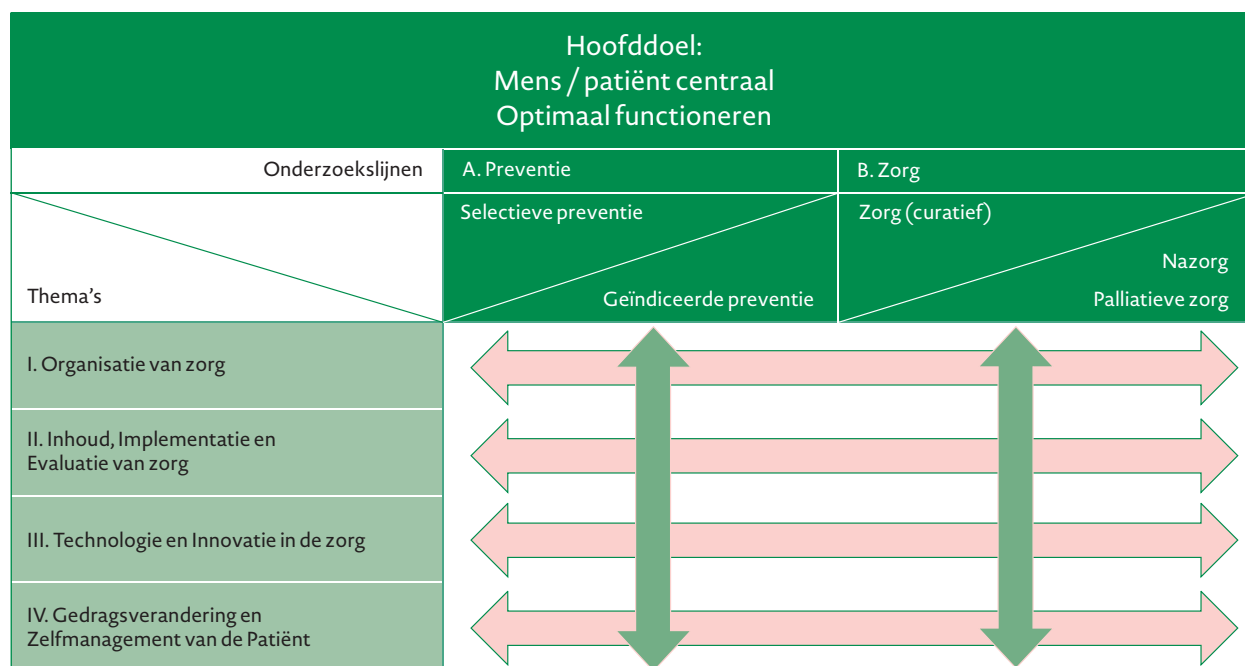 Hoofddoel:
Mens / patiënt centraal
Optimaal functioneren
Onderzoekslijnen
A. Preventie
B. Zorg
Thema's
Selectieve preventie
Geïndiceerde preventie
Zorg (curatief)
Nazorg
Palliatieve zorg
I. Organisatie van zorg
II. Inhoud, Implementatie en
Evaluatie van zorg
III. Technologie en Innovatie in de zorg
IV. Gedragsverandering en
Zelfmanagement van de Patiënt